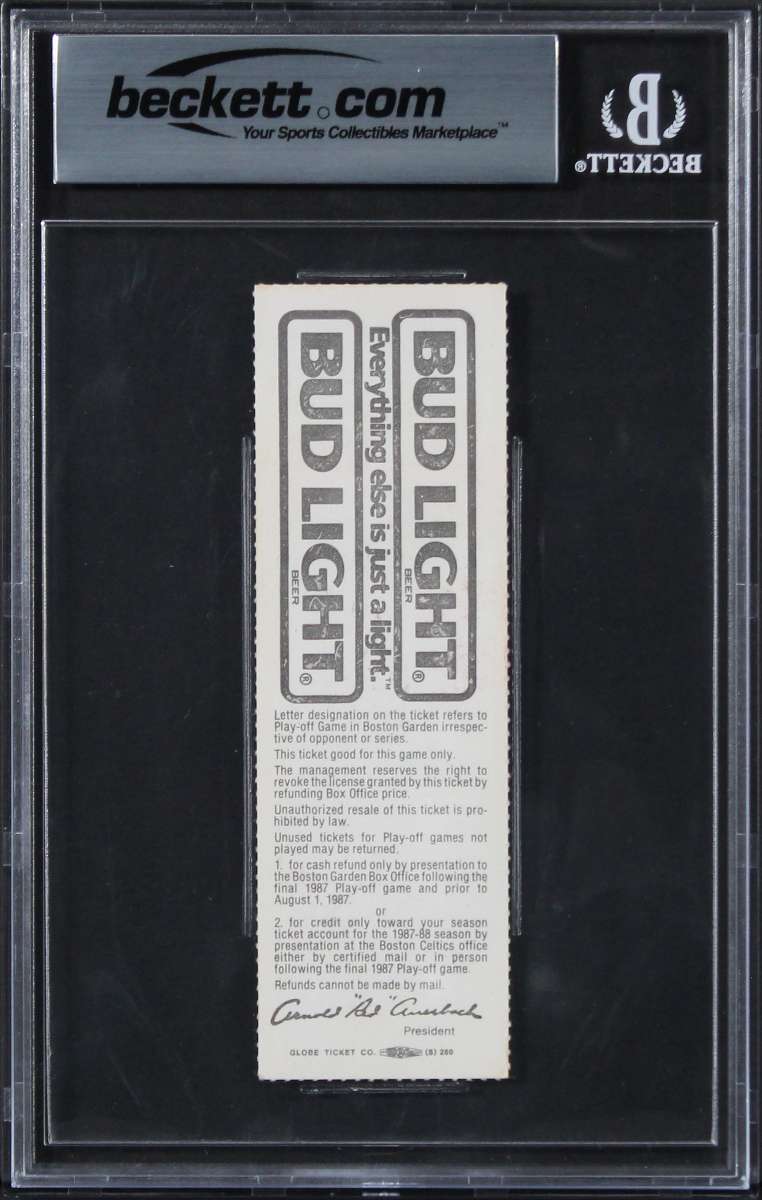 beckett.com
Your Sports Collectibles Marketplace™
B
BECKETT®
BUD LIGHT®
BEER
Everything else is just a light.™
BUD LIGHT®
BEER
Letter designation on the ticket refers to
Play-off Game in Boston Garden irrespec-
tive of opponent or series.
This ticket good for this game only.
The management reserves the right to
revoke the license granted by this ticket by
refunding Box Office price.
Unauthorized resale of this ticket is pro-
hibited by law.
Unused tickets for Play-off games not
played may be returned.
1. for cash refund only by presentation to
the Boston Garden Box Office following the
final 1987 Play-off game and prior to
August 1, 1987.
or
2. for credit only toward your season
ticket account for the 1987-88 season by
presentation at the Boston Celtics office
either by certified mail or in person
following the final 1987 Play-off game.
Refunds cannot be made by mail.
Arnold "Red" Auerbach
President
GLOBE TICKET CO. (B) 260